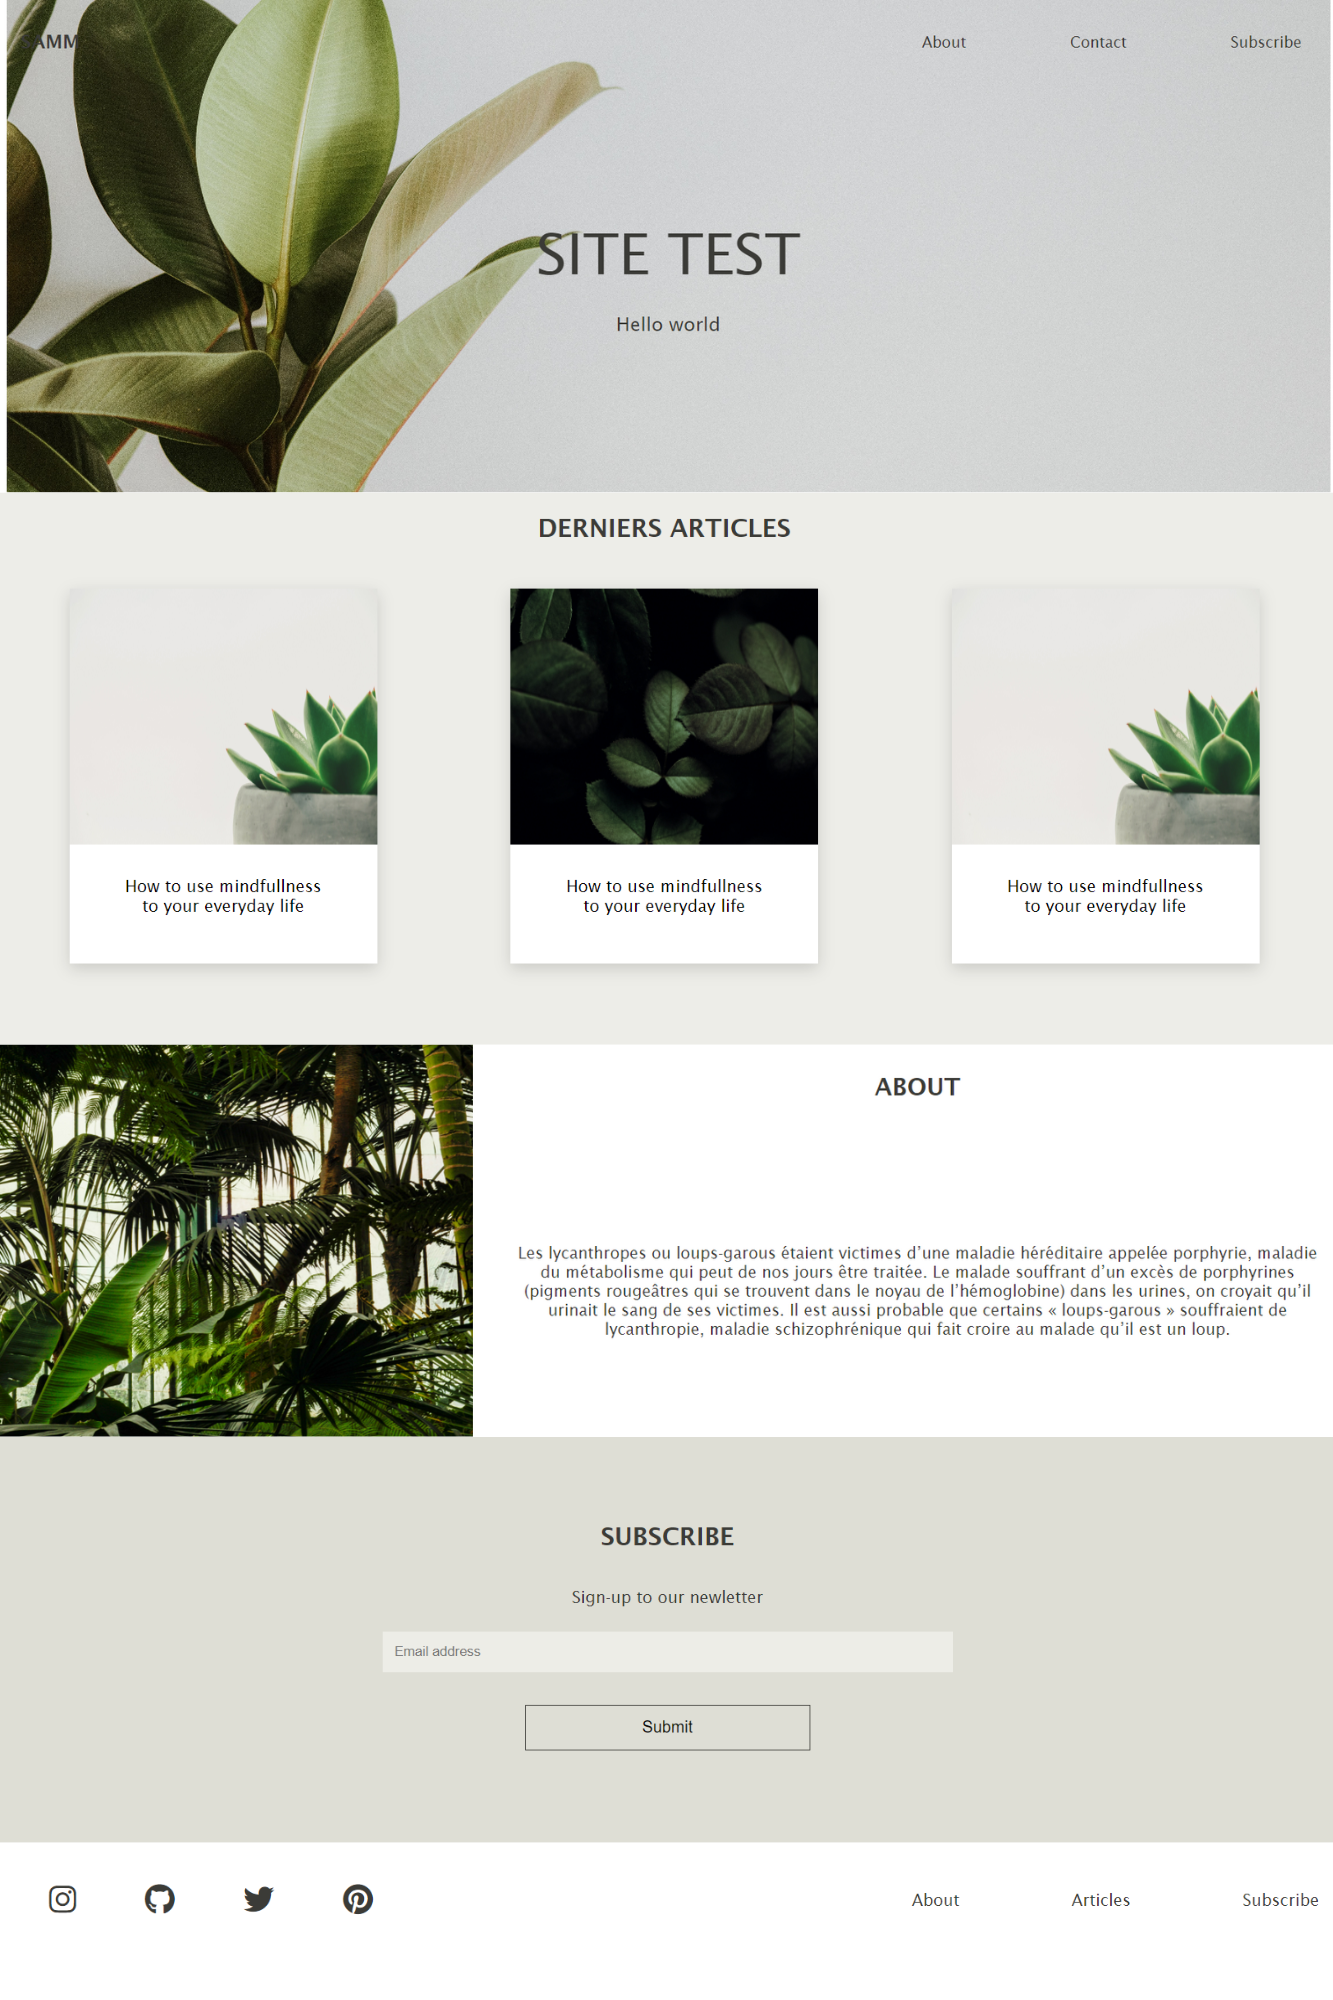 About Contact Subscribe
SITE TEST
Hello world
DERNIERS ARTICLES
How to use mindfullness
to your everyday life
How to use mindfullness
to your everyday life
How to use mindfullness
to your everyday life
ABOUT
Les lycanthropes ou loups-garous étaient victimes d’une maladie héréditaire appelée porphyrie, maladie
du métabolisme qui peut de nos jours être traitée. Le malade souffrant d’un excès de porphyrines
(pigments rougeâtres qui se trouvent dans le noyau de l’hémoglobine) dans les urines, on croyait qu’il
urinait le sang de ses victimes. Il est aussi probable que certains « loups-garous » souffraient de
lycanthropie, maladie schizophrénique qui fait croire au malade qu’il est un loup.
SUBSCRIBE
Sign-up to our newletter
Email address
Submit
About Articles Subscribe